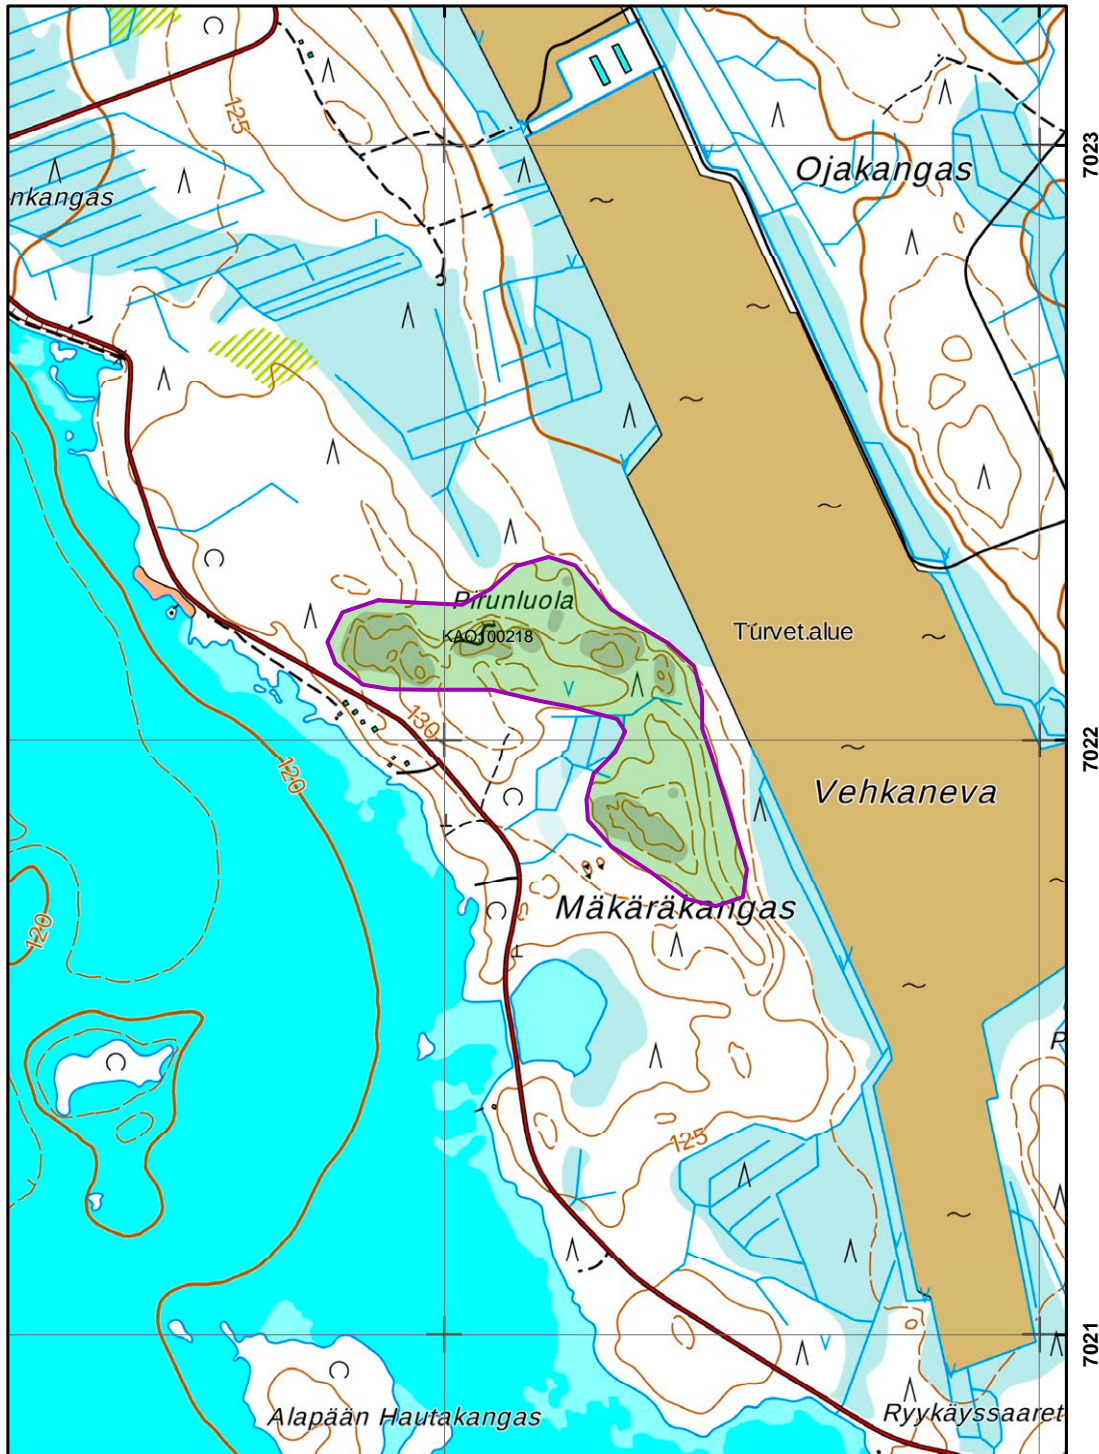 125
Ojakangas
7023
nkangas
Pirunluola
KAO100218
Turvet.alue
130
7022
120
Vehkaneva
120
Mäkäräkangas
P
125
7021
Alapään Hautakangas
Ryykäyssaaret